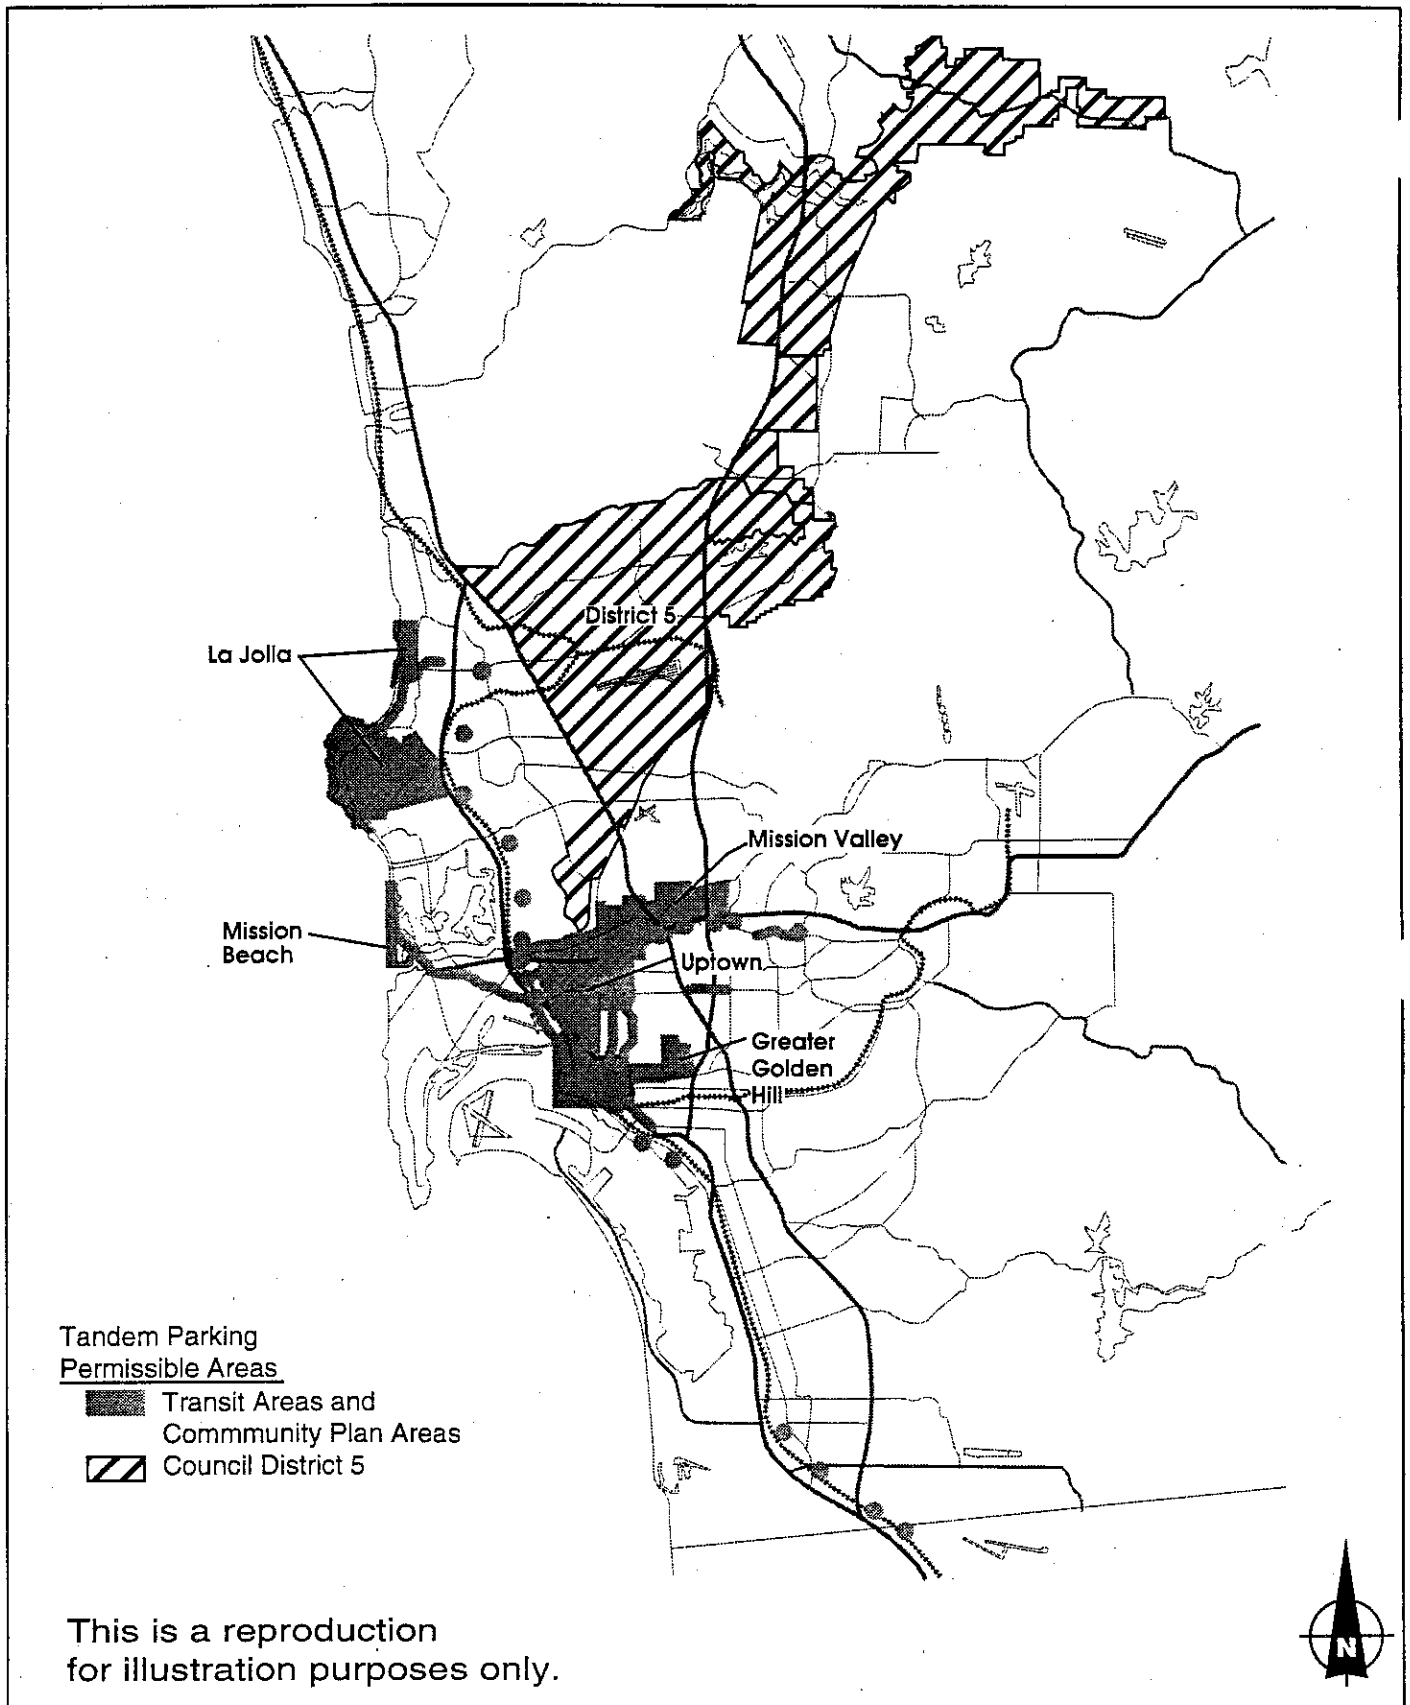 District 5
La Jolla
Mission Valley
Mission
Beach
Uptown
Greater
Golden
Hill
Tandem Parking
Permissible Areas
Transit Areas and
Commmunity Plan Areas
Council District 5
This is a reproduction
for illustration purposes only.
N